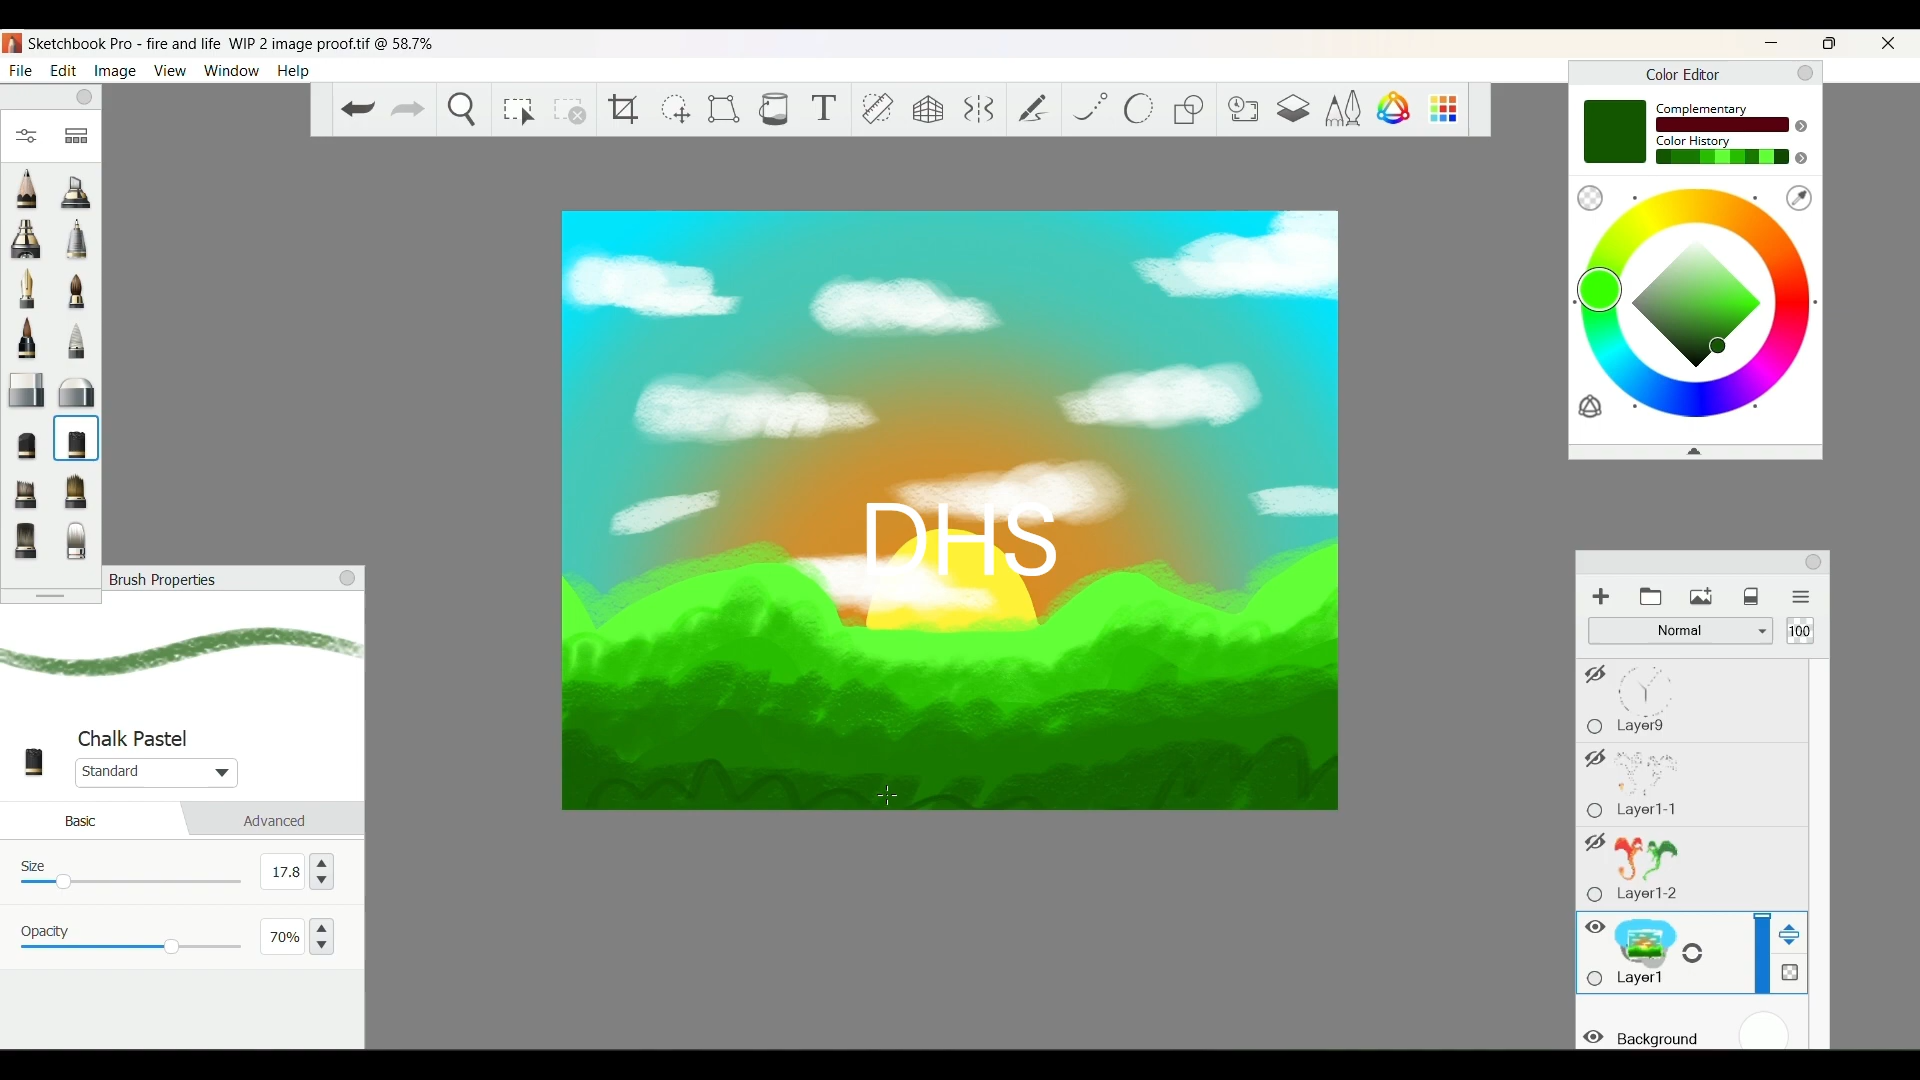 Sketchbook Pro - fire and life WIP 2 image proof.tif @ 58.7%
File Edit Image View Window Help
Color Editor
Complementary
Color History
T
DHS
Brush Properties
Chalk Pastel
Standard
Basic Advanced
Size
17.8
Opacity
70%
Normal 100
Layer9
Layer1-1
Layer1-2
Layer1
Background